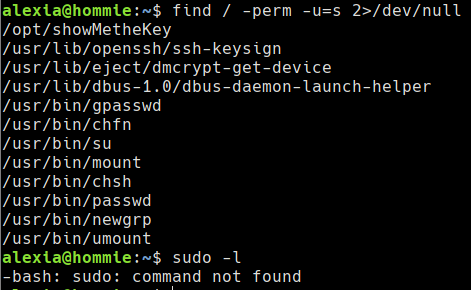 alexia@hommie:~$ find / -perm -u=s 2>/dev/null
/opt/showMetheKey
/usr/lib/openssh/ssh-keysign
/usr/lib/eject/dmcrypt-get-device
/usr/lib/dbus-1.0/dbus-daemon-launch-helper
/usr/bin/gpasswd
/usr/bin/chfn
/usr/bin/su
/usr/bin/mount
/usr/bin/chsh
/usr/bin/passwd
/usr/bin/newgrp
/usr/bin/umount
alexia@hommie:~$ sudo -l
-bash: sudo: command not found